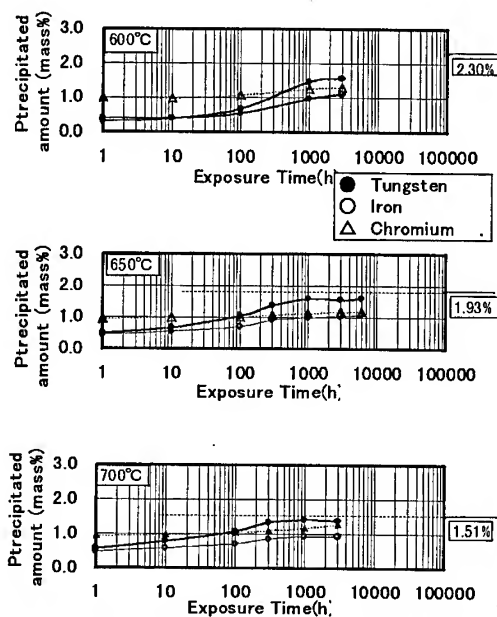 600℃
Ptrecipitated
amount (mass%)
3.0
2.0
1.0
0.0
2.30%
1 10 100 1000 10000 100000
Exposure Time(h)
Tungsten
Iron
Chromium
650℃
Ptrecipitated
amount (mass%)
3.0
2.0
1.0
0.0
1.93%
1 10 100 1000 10000 100000
Exposure Time(h)
700℃
Ptrecipitated
amount (mass%)
3.0
2.0
1.0
0.0
1.51%
1 10 100 1000 10000 100000
Exposure Time(h)